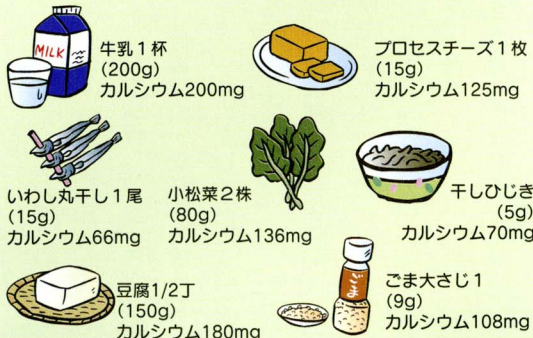 MILK
牛乳1杯
(200g)
カルシウム200mg
プロセスチーズ1枚
(15g)
カルシウム125mg
いわし丸干し1尾
(15g)
カルシウム66mg
小松菜2株
(80g)
カルシウム136mg
干しひじき
(5g)
カルシウム70mg
豆腐1/2丁
(150g)
カルシウム180mg
ごま
ごま大さじ1
(9g)
カルシウム108mg